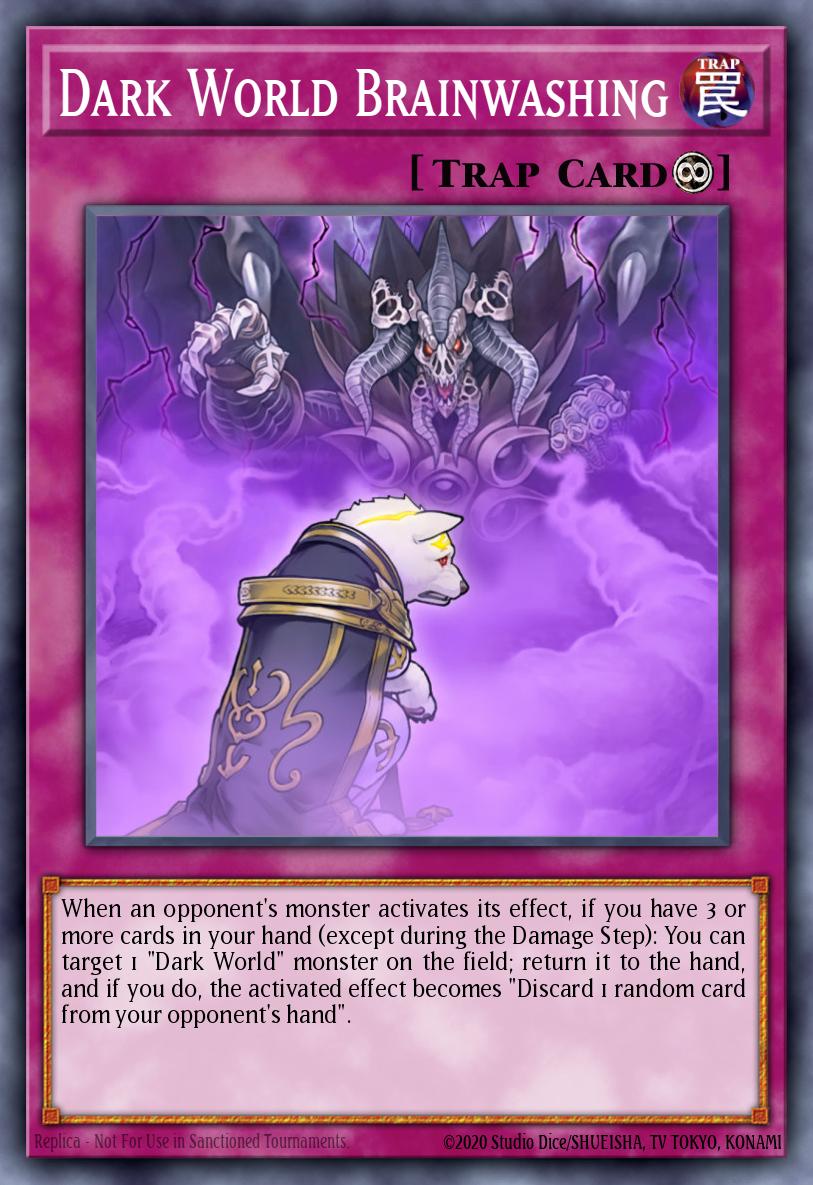 Dark World Brainwashing
TRAP
罠
[Trap Card]
When an opponent's monster activates its effect, if you have 3 or
more cards in your hand (except during the Damage Step): You can
target 1 "Dark World" monster on the field; return it to the hand,
and if you do, the activated effect becomes "Discard 1 random card
from your opponent's hand".
Replica - Not For Use in Sanctioned Tournaments.
©2020 Studio Dice/SHUEISHA, TV TOKYO, KONAMI